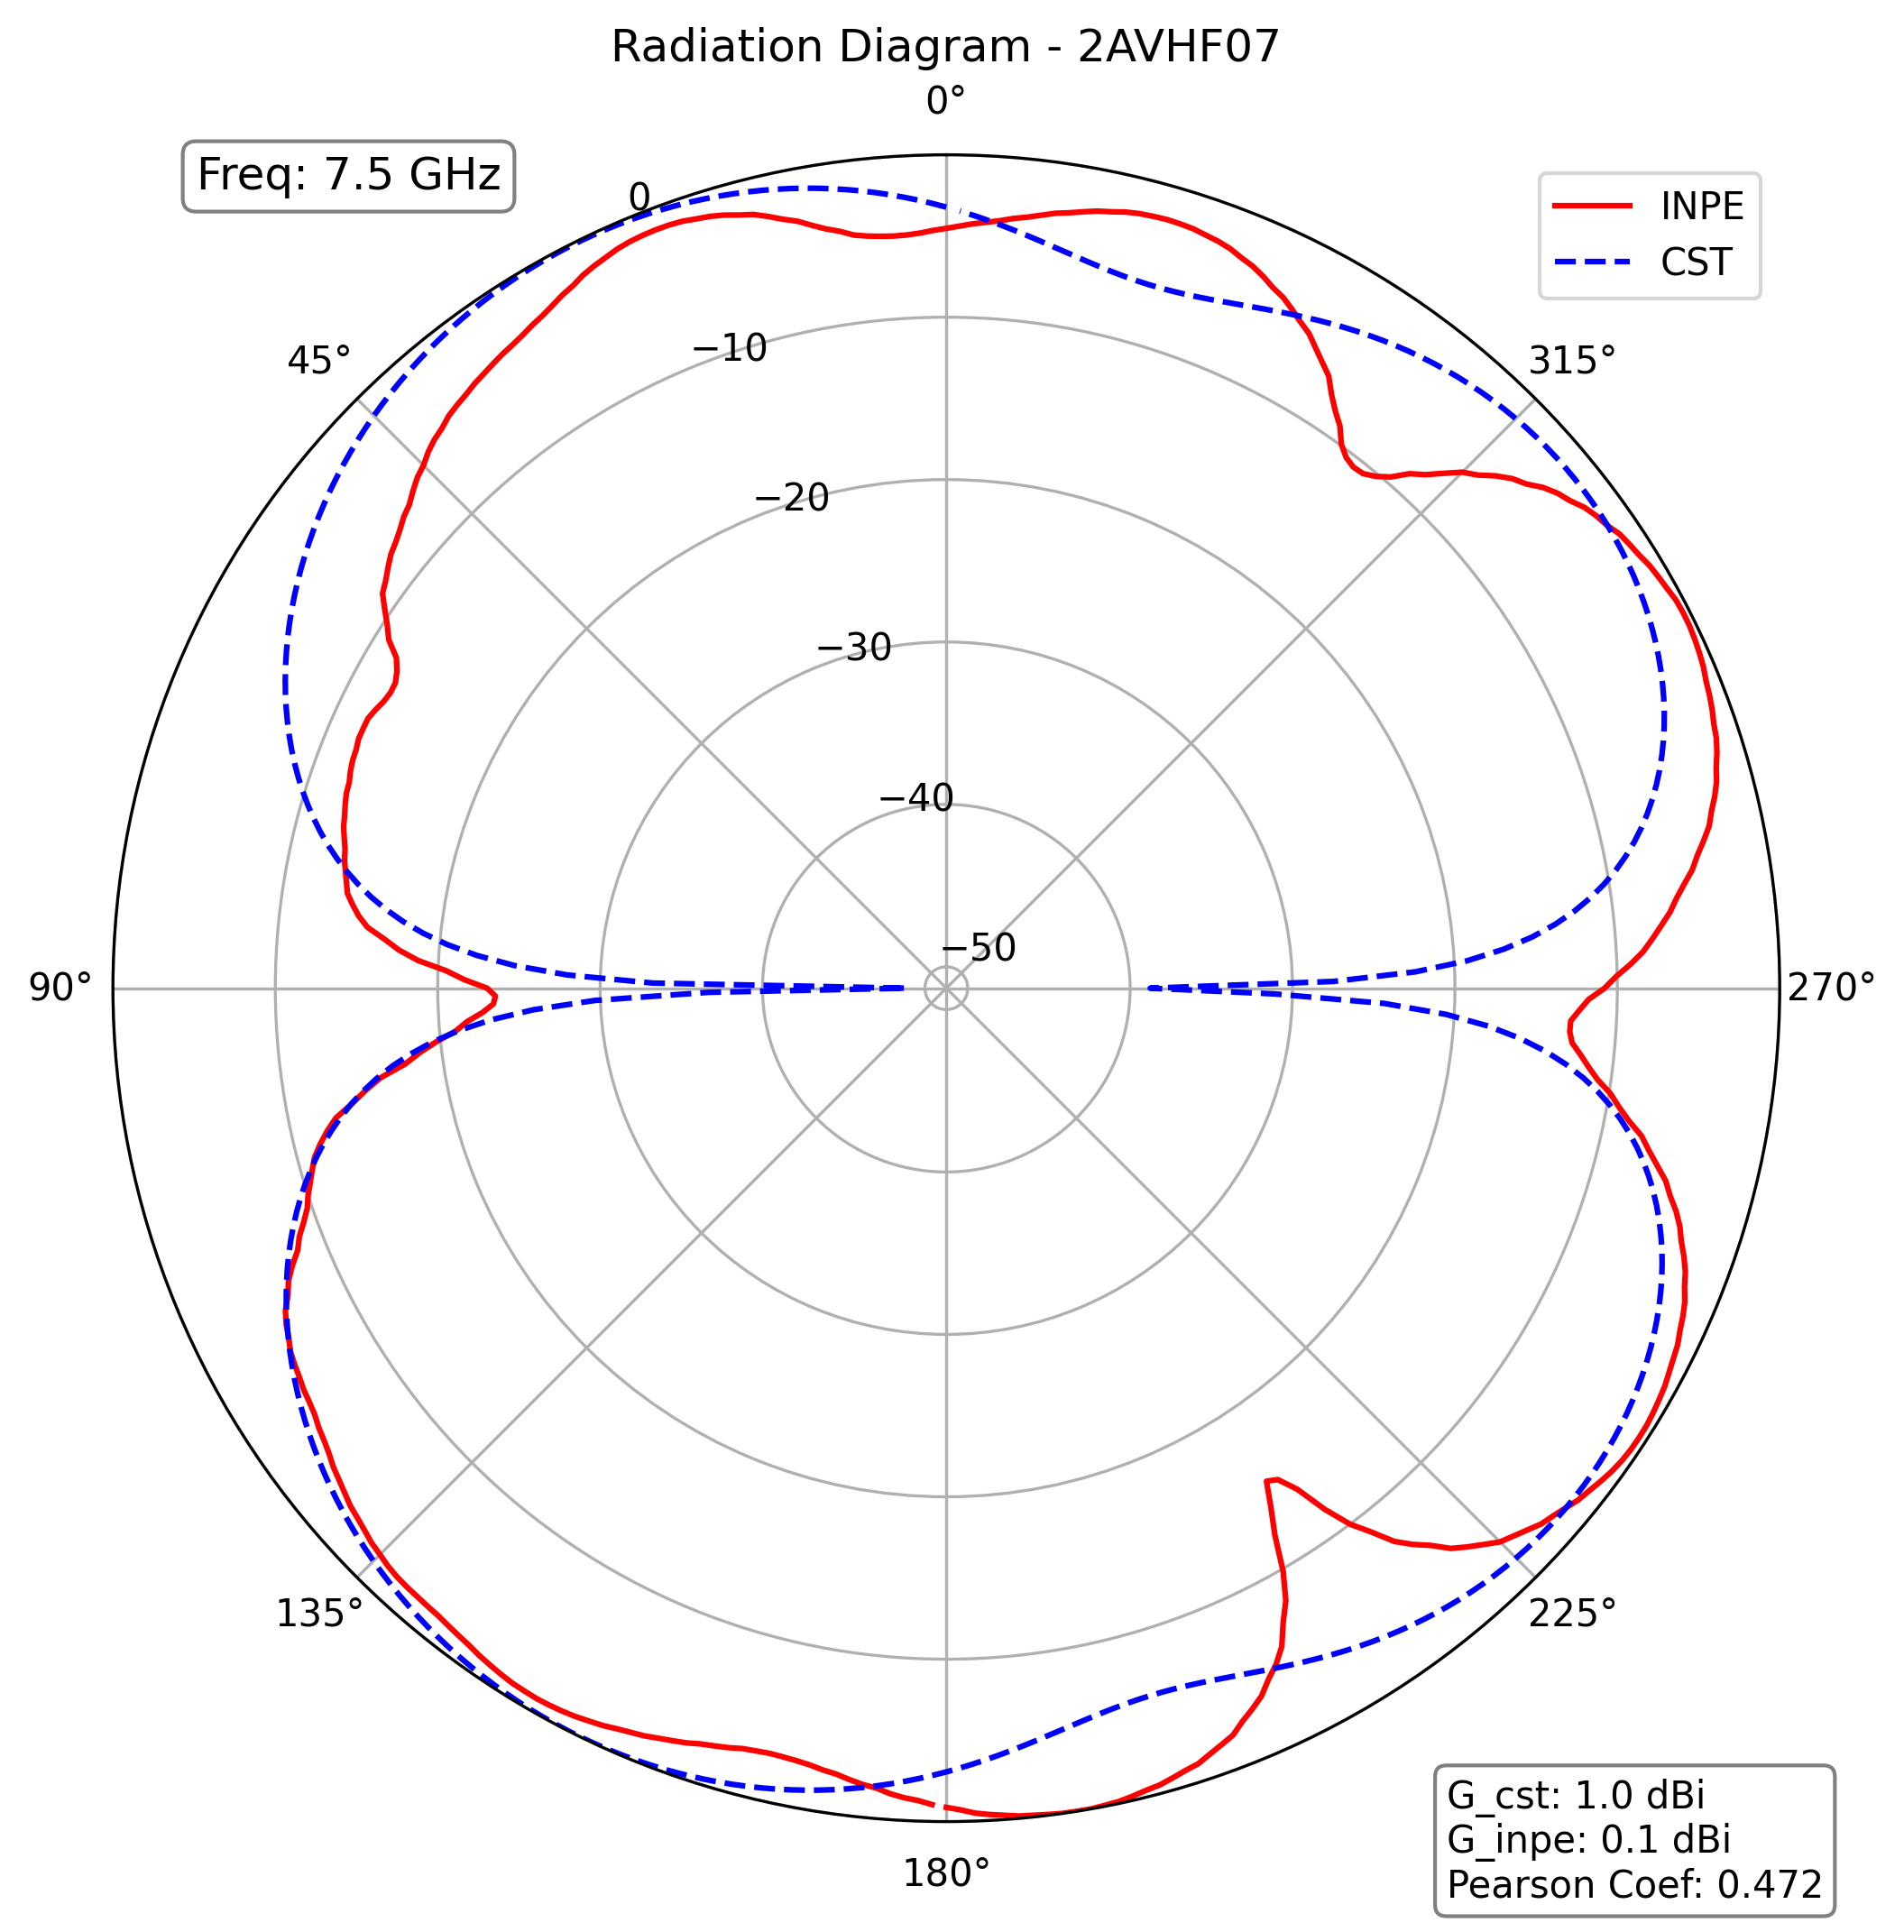 Radiation Diagram - 2AVHF07
0°
Freq: 7.5 GHz
0
INPE
CST
−10
45°
315°
−20
−30
−40
−50
90°
270°
135°
225°
180°
G_cst: 1.0 dBi
G_inpe: 0.1 dBi
Pearson Coef: 0.472